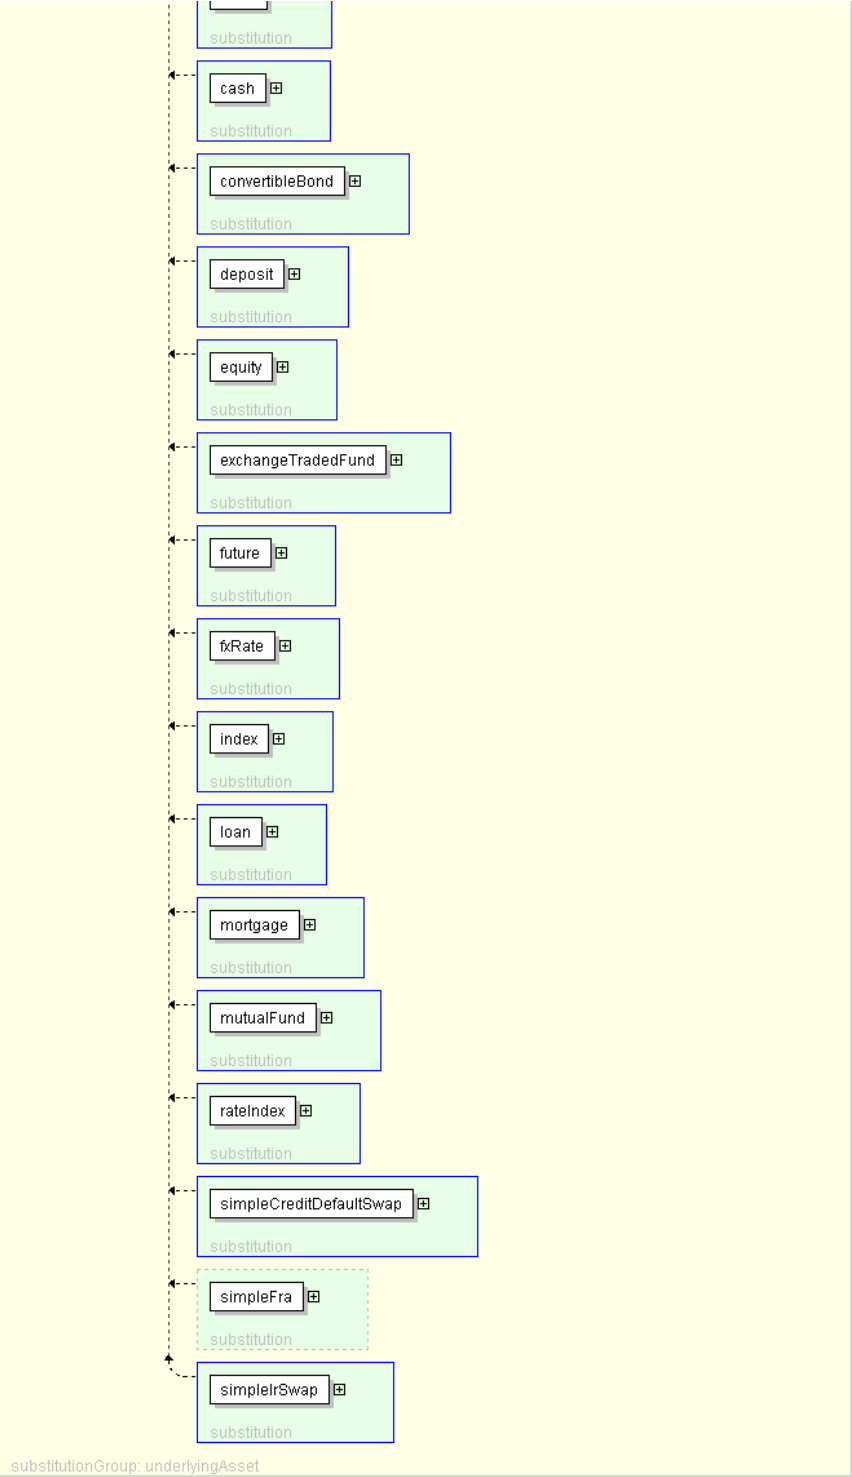 substitution
cash
substitution
convertibleBond
substitution
deposit
substitution
equity
substitution
exchangeTradedFund
substitution
future
substitution
fxRate
substitution
index
substitution
loan
substitution
mortgage
substitution
mutualFund
substitution
rateIndex
substitution
simpleCreditDefaultSwap
substitution
simpleFra
substitution
simpleIrSwap
substitution
substitutionGroup: underlyingAsset